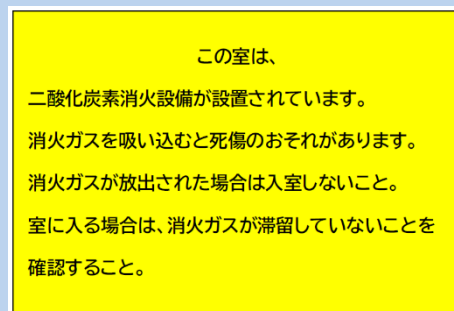 この室は、
二酸化炭素消火設備が設置されています。
消火ガスを吸い込むと死傷のおそれがあります。
消火ガスが放出された場合は入室しないこと。
室に入る場合は、消火ガスが滞留していないことを
確認すること。